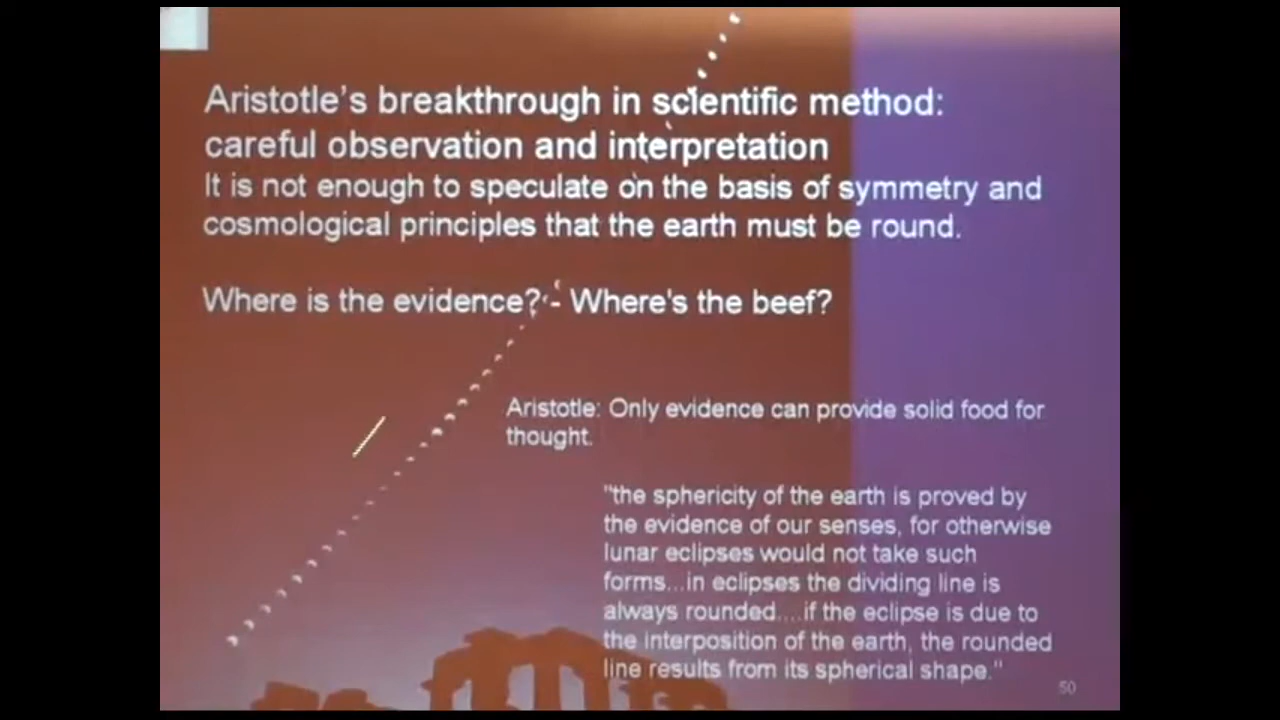 Aristotle's breakthrough in scientific method:
careful observation and interpretation
It is not enough to speculate on the basis of symmetry and
cosmological principles that the earth must be round.
Where is the evidence? - Where's the beef?
Aristotle: Only evidence can provide solid food for
thought.
"the sphericity of the earth is proved by
the evidence of our senses, for otherwise
lunar eclipses would not take such
forms...in eclipses the dividing line is
always rounded....if the eclipse is due to
the interposition of the earth, the rounded
line results from its spherical shape."
50